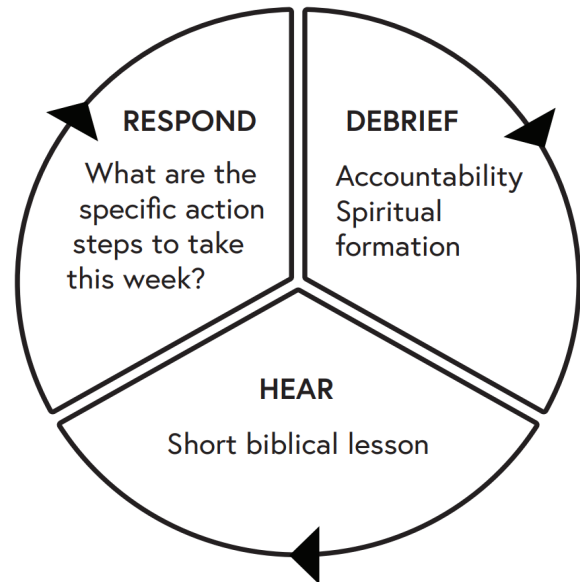 RESPOND
What are the
specific action
steps to take
this week?
DEBRIEF
Accountability
Spiritual
formation
HEAR
Short biblical lesson